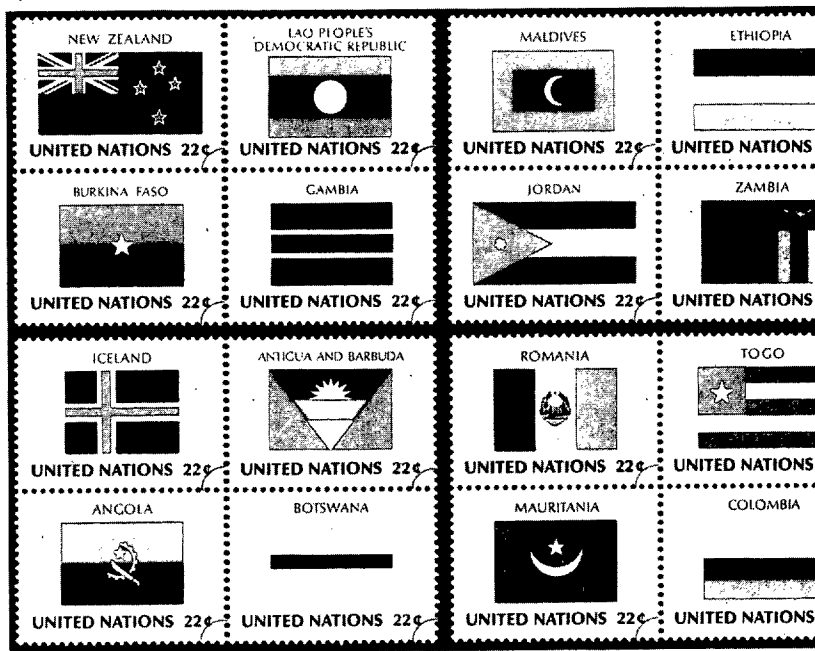 NEW ZEALAND
UNITED NATIONS 22¢
LAO PEOPLE'S
DEMOCRATIC REPUBLIC
UNITED NATIONS 22¢
MALDIVES
UNITED NATIONS 22¢
ETHIOPIA
UNITED NATIONS
BURKINA FASO
UNITED NATIONS 22¢
GAMBIA
UNITED NATIONS 22¢
JORDAN
UNITED NATIONS 22¢
ZAMBIA
UNITED NATIONS
ICELAND
UNITED NATIONS 22¢
ANTIGUA AND BARBUDA
UNITED NATIONS 22¢
ROMANIA
UNITED NATIONS 22¢
TOGO
UNITED NATIONS
ANGOLA
UNITED NATIONS 22¢
BOTSWANA
UNITED NATIONS 22¢
MAURITANIA
UNITED NATIONS 22¢
COLOMBIA
UNITED NATIONS